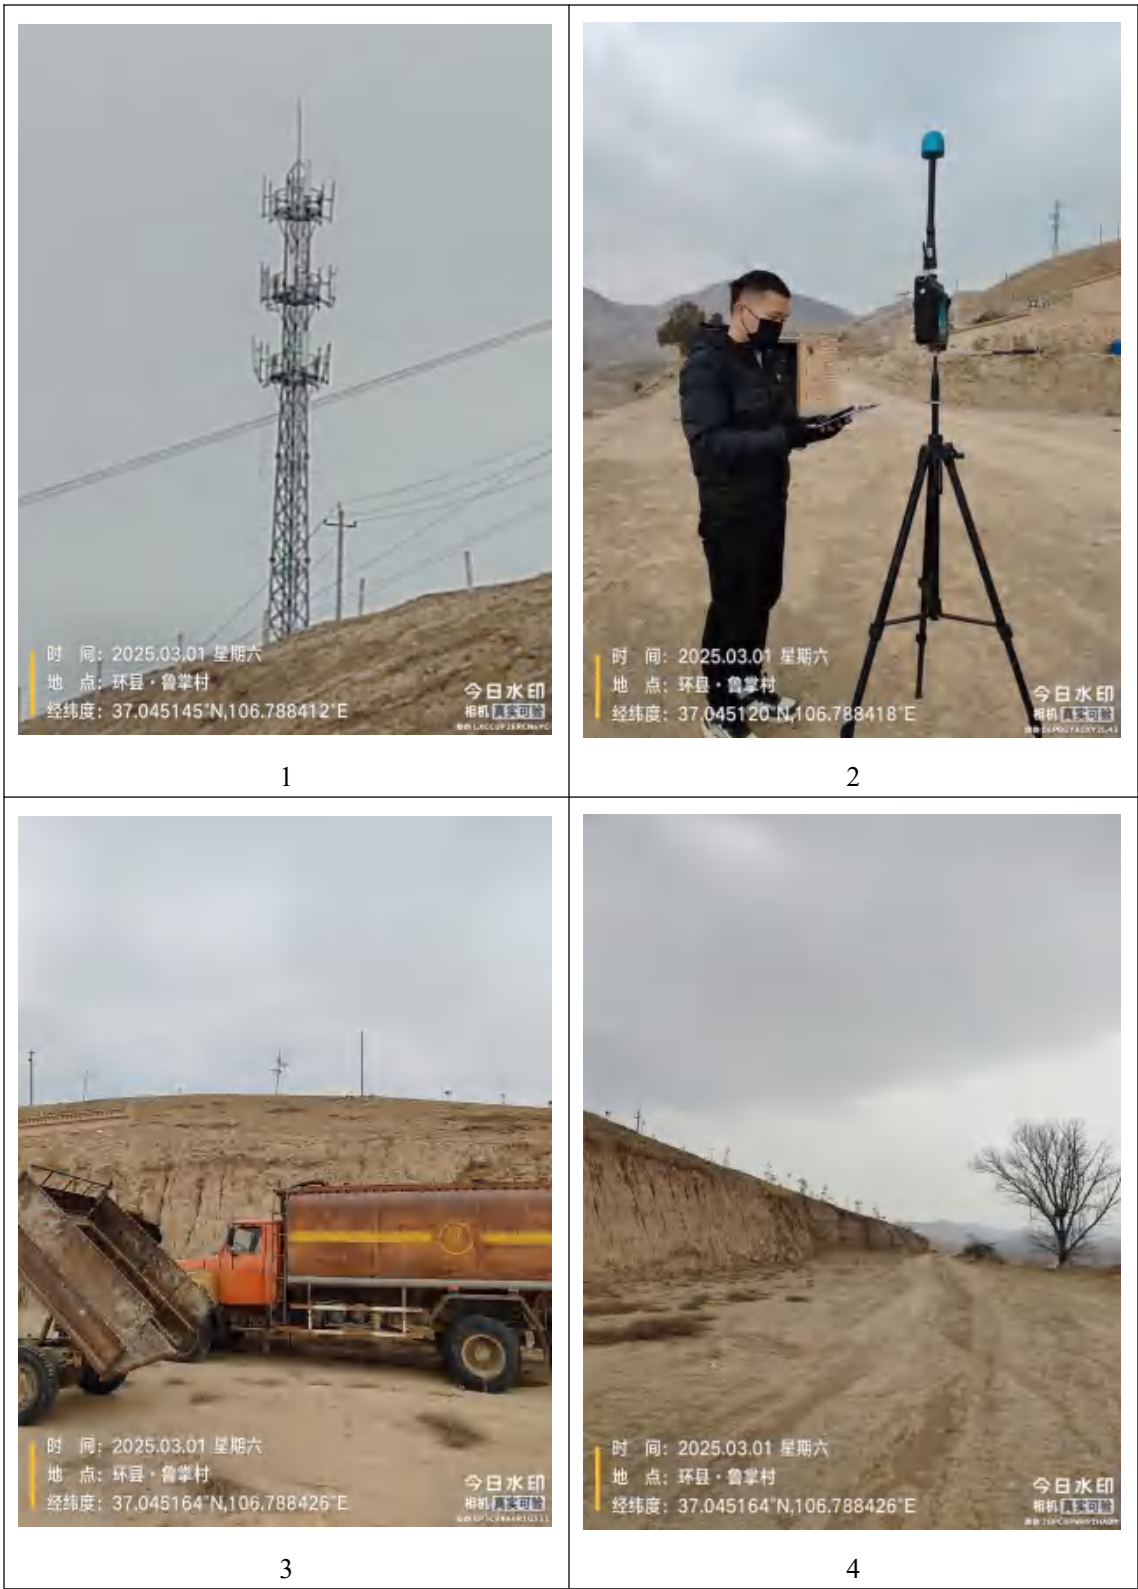 时 间：2025.03.01 星期六
地 点：环县·鲁掌村
经纬度：37.045145°N,106.788412°E
今日水印
相机 真实可验
1
时 间：2025.03.01 星期六
地 点：环县·鲁掌村
经纬度：37.045120°N,106.788418°E
今日水印
相机 真实可验
2
时 间：2025.03.01 星期六
地 点：环县·鲁掌村
经纬度：37.045164°N,106.788426°E
今日水印
相机 真实可验
3
时 间：2025.03.01 星期六
地 点：环县·鲁掌村
经纬度：37.045164°N,106.788426°E
今日水印
相机 真实可验
4